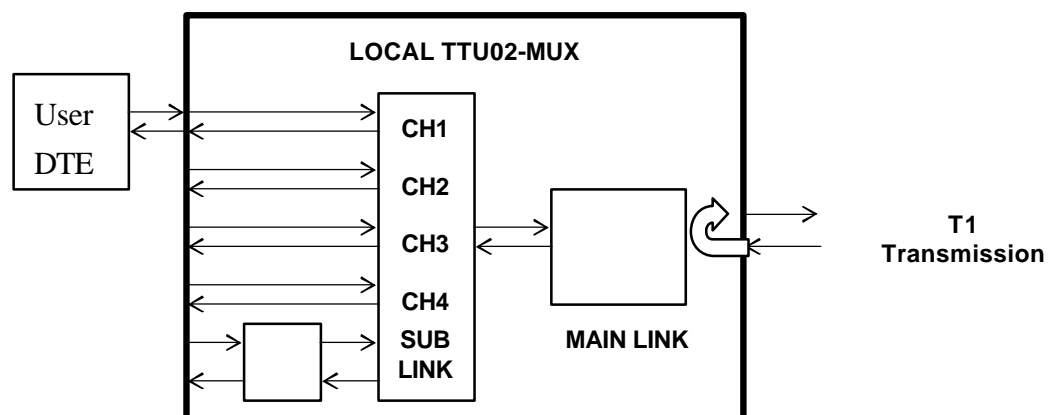 LOCAL TTU02-MUX
User
DTE
CH1
CH2
CH3
CH4
SUB
LINK
MAIN LINK
T1
Transmission